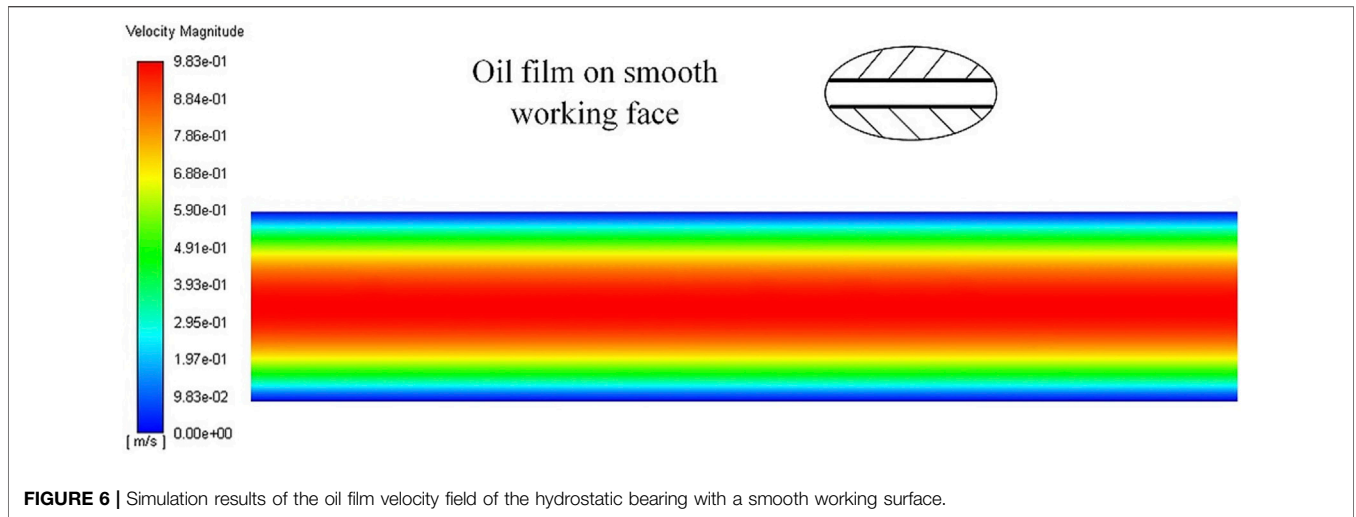 Velocity Magnitude
9.83e-01
8.84e-01
7.86e-01
6.88e-01
5.90e-01
4.91e-01
3.93e-01
2.95e-01
1.97e-01
9.83e-02
0.00e+00
[ m/s ]
Oil film on smooth
working face
FIGURE 6 | Simulation results of the oil film velocity field of the hydrostatic bearing with a smooth working surface.